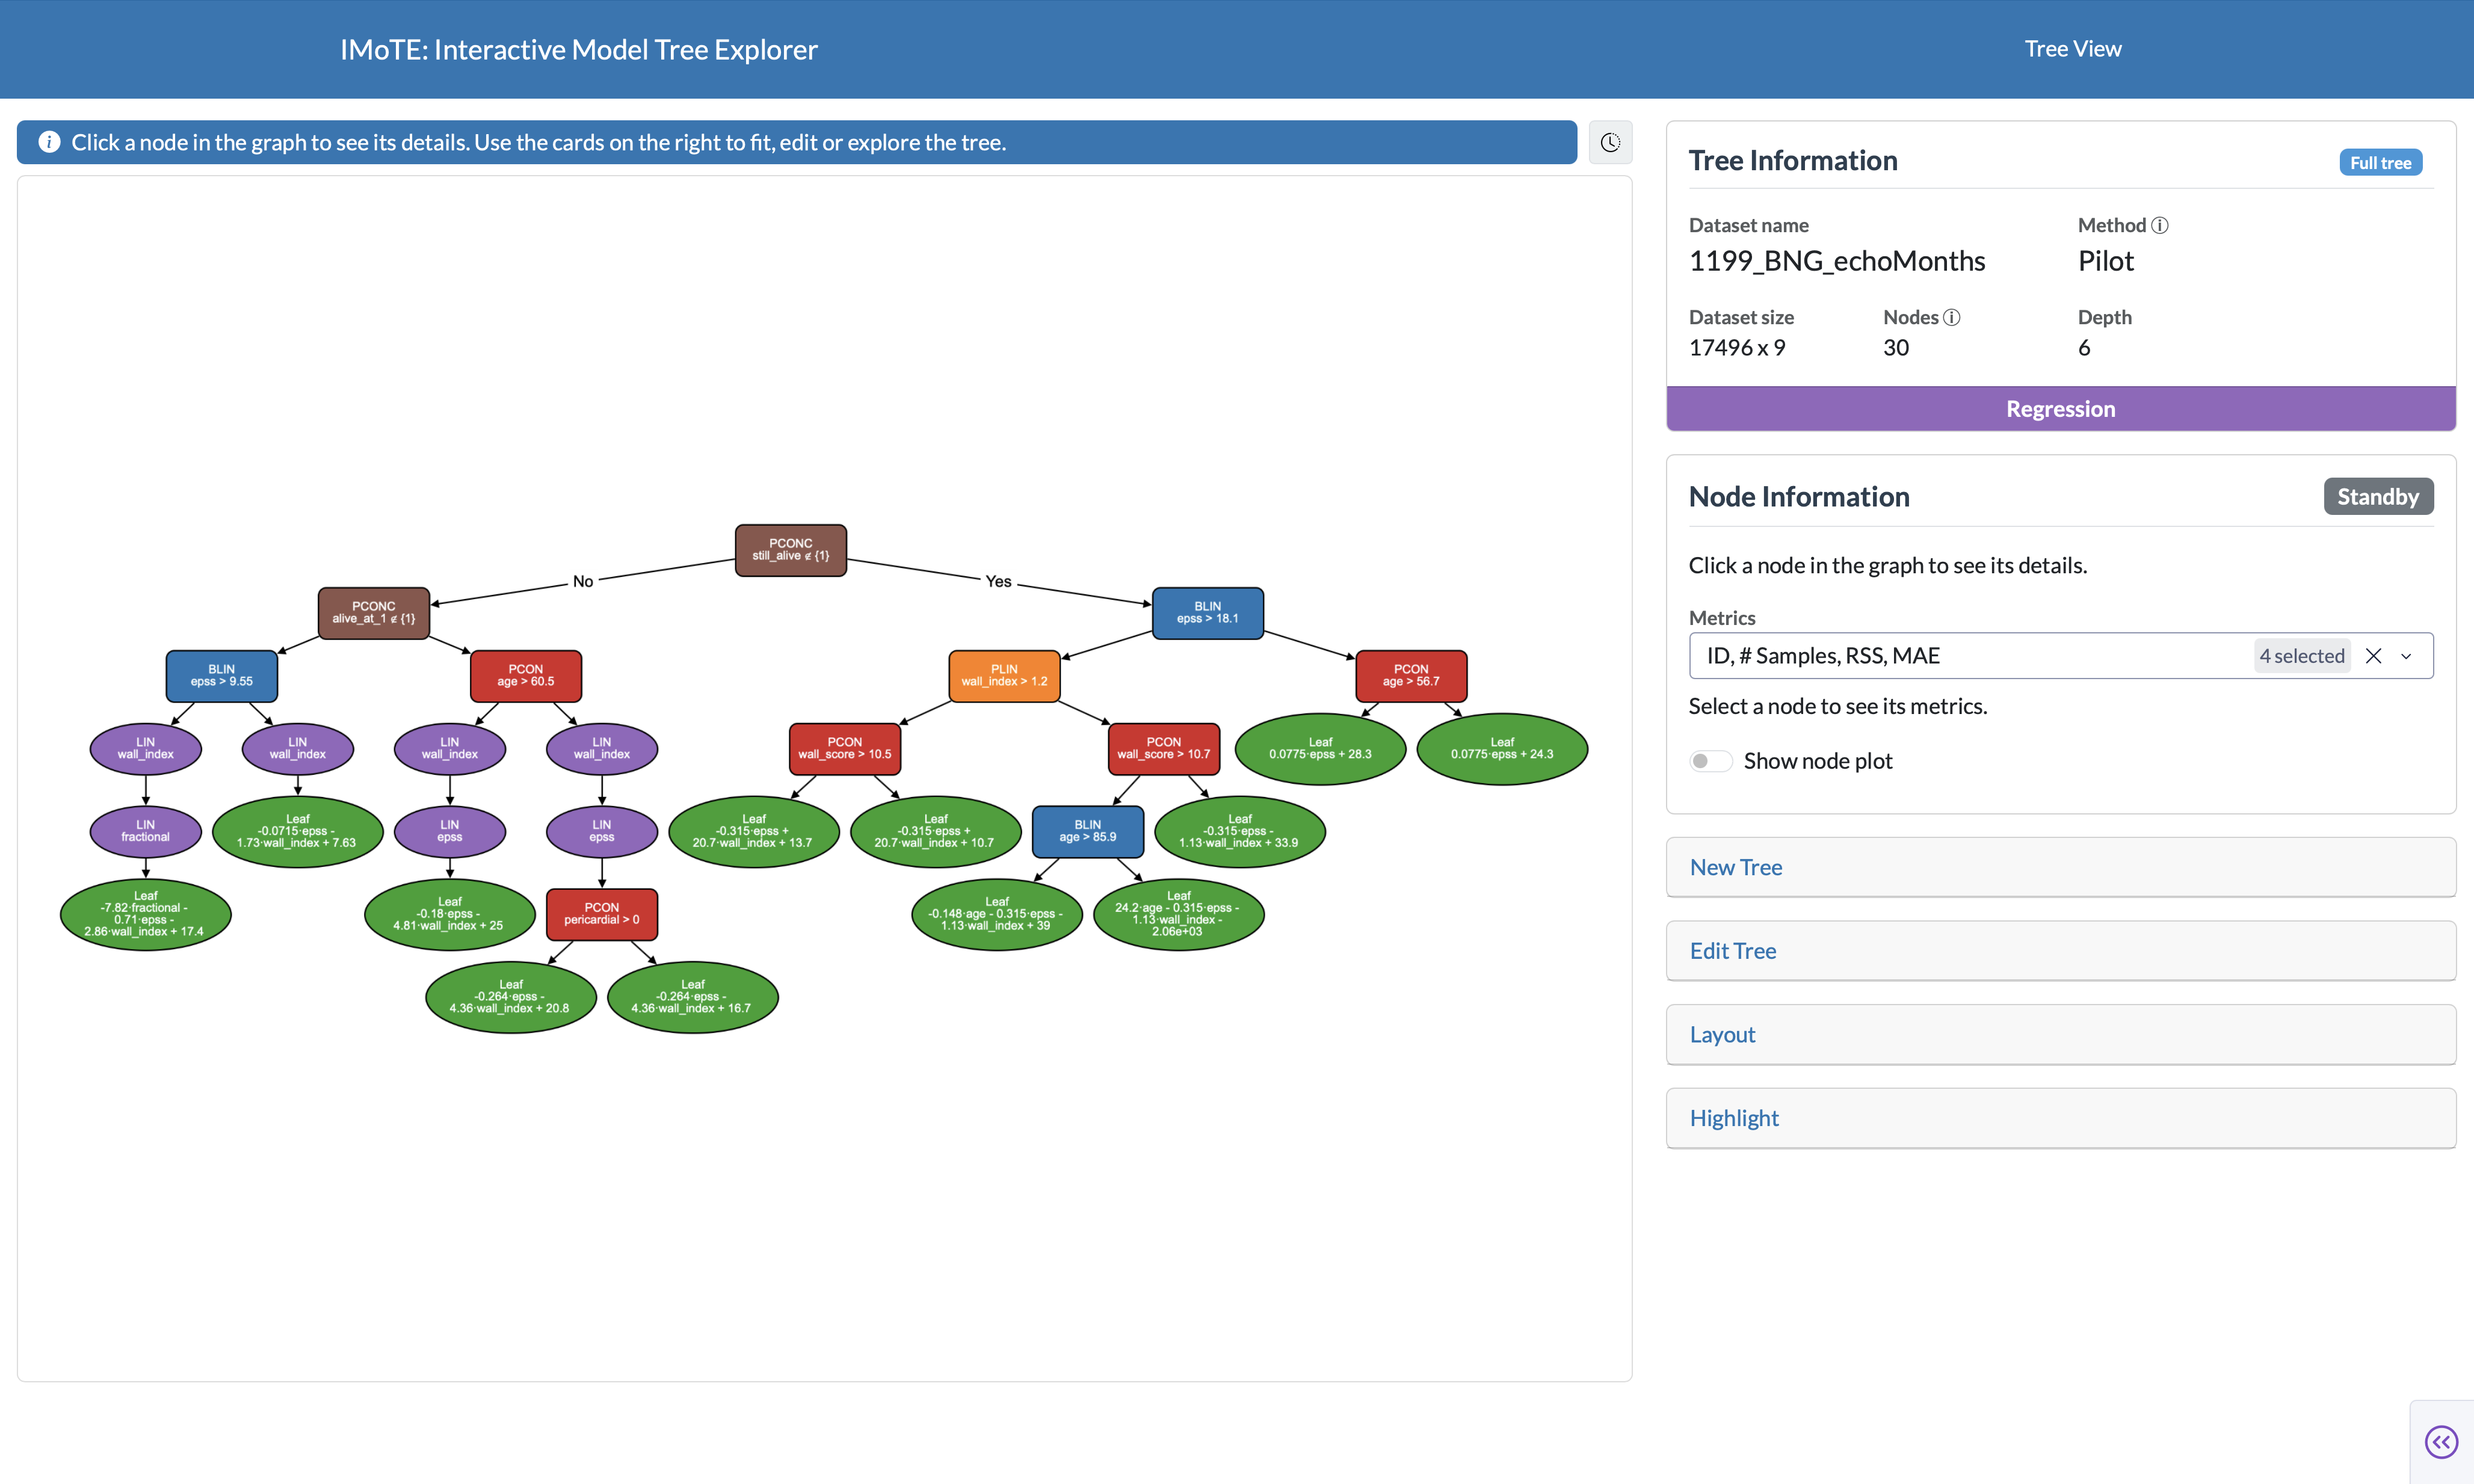 IMoTE: Interactive Model Tree Explorer
Tree View
Click a node in the graph to see its details. Use the cards on the right to fit, edit or explore the tree.
PCONC
still_alive ∉ {1}
No
Yes
PCONC
alive_at_1 ∉ {1}
BLIN
epss > 18.1
BLIN
epss > 9.55
PCON
age > 60.5
PLIN
wall_index > 1.2
PCON
age > 56.7
LIN
wall_index
LIN
wall_index
LIN
wall_index
LIN
wall_index
PCON
wall_score > 10.5
PCON
wall_score > 10.7
Leaf
0.0775·epss + 28.3
Leaf
0.0775·epss + 24.3
LIN
fractional
Leaf
-0.0715·epss -
1.73·wall_index + 7.63
LIN
epss
LIN
epss
Leaf
-0.315·epss +
20.7·wall_index + 13.7
Leaf
-0.315·epss +
20.7·wall_index + 10.7
BLIN
age > 85.9
Leaf
-0.315·epss -
1.13·wall_index + 33.9
Leaf
-7.82·fractional -
0.71·epss -
2.86·wall_index + 17.4
Leaf
-0.18·epss -
4.81·wall_index + 25
PCON
pericardial > 0
Leaf
-0.148·age - 0.315·epss -
1.13·wall_index + 39
Leaf
24.2·age - 0.315·epss -
1.13·wall_index -
2.06e+03
Leaf
-0.264·epss -
4.36·wall_index + 20.8
Leaf
-0.264·epss -
4.36·wall_index + 16.7
Tree Information
Full tree
Dataset name
Method
1199_BNG_echoMonths
Pilot
Dataset size
Nodes
Depth
17496 x 9
30
6
Regression
Node Information
Standby
Click a node in the graph to see its details.
Metrics
ID, # Samples, RSS, MAE
4 selected
Select a node to see its metrics.
Show node plot
New Tree
Edit Tree
Layout
Highlight